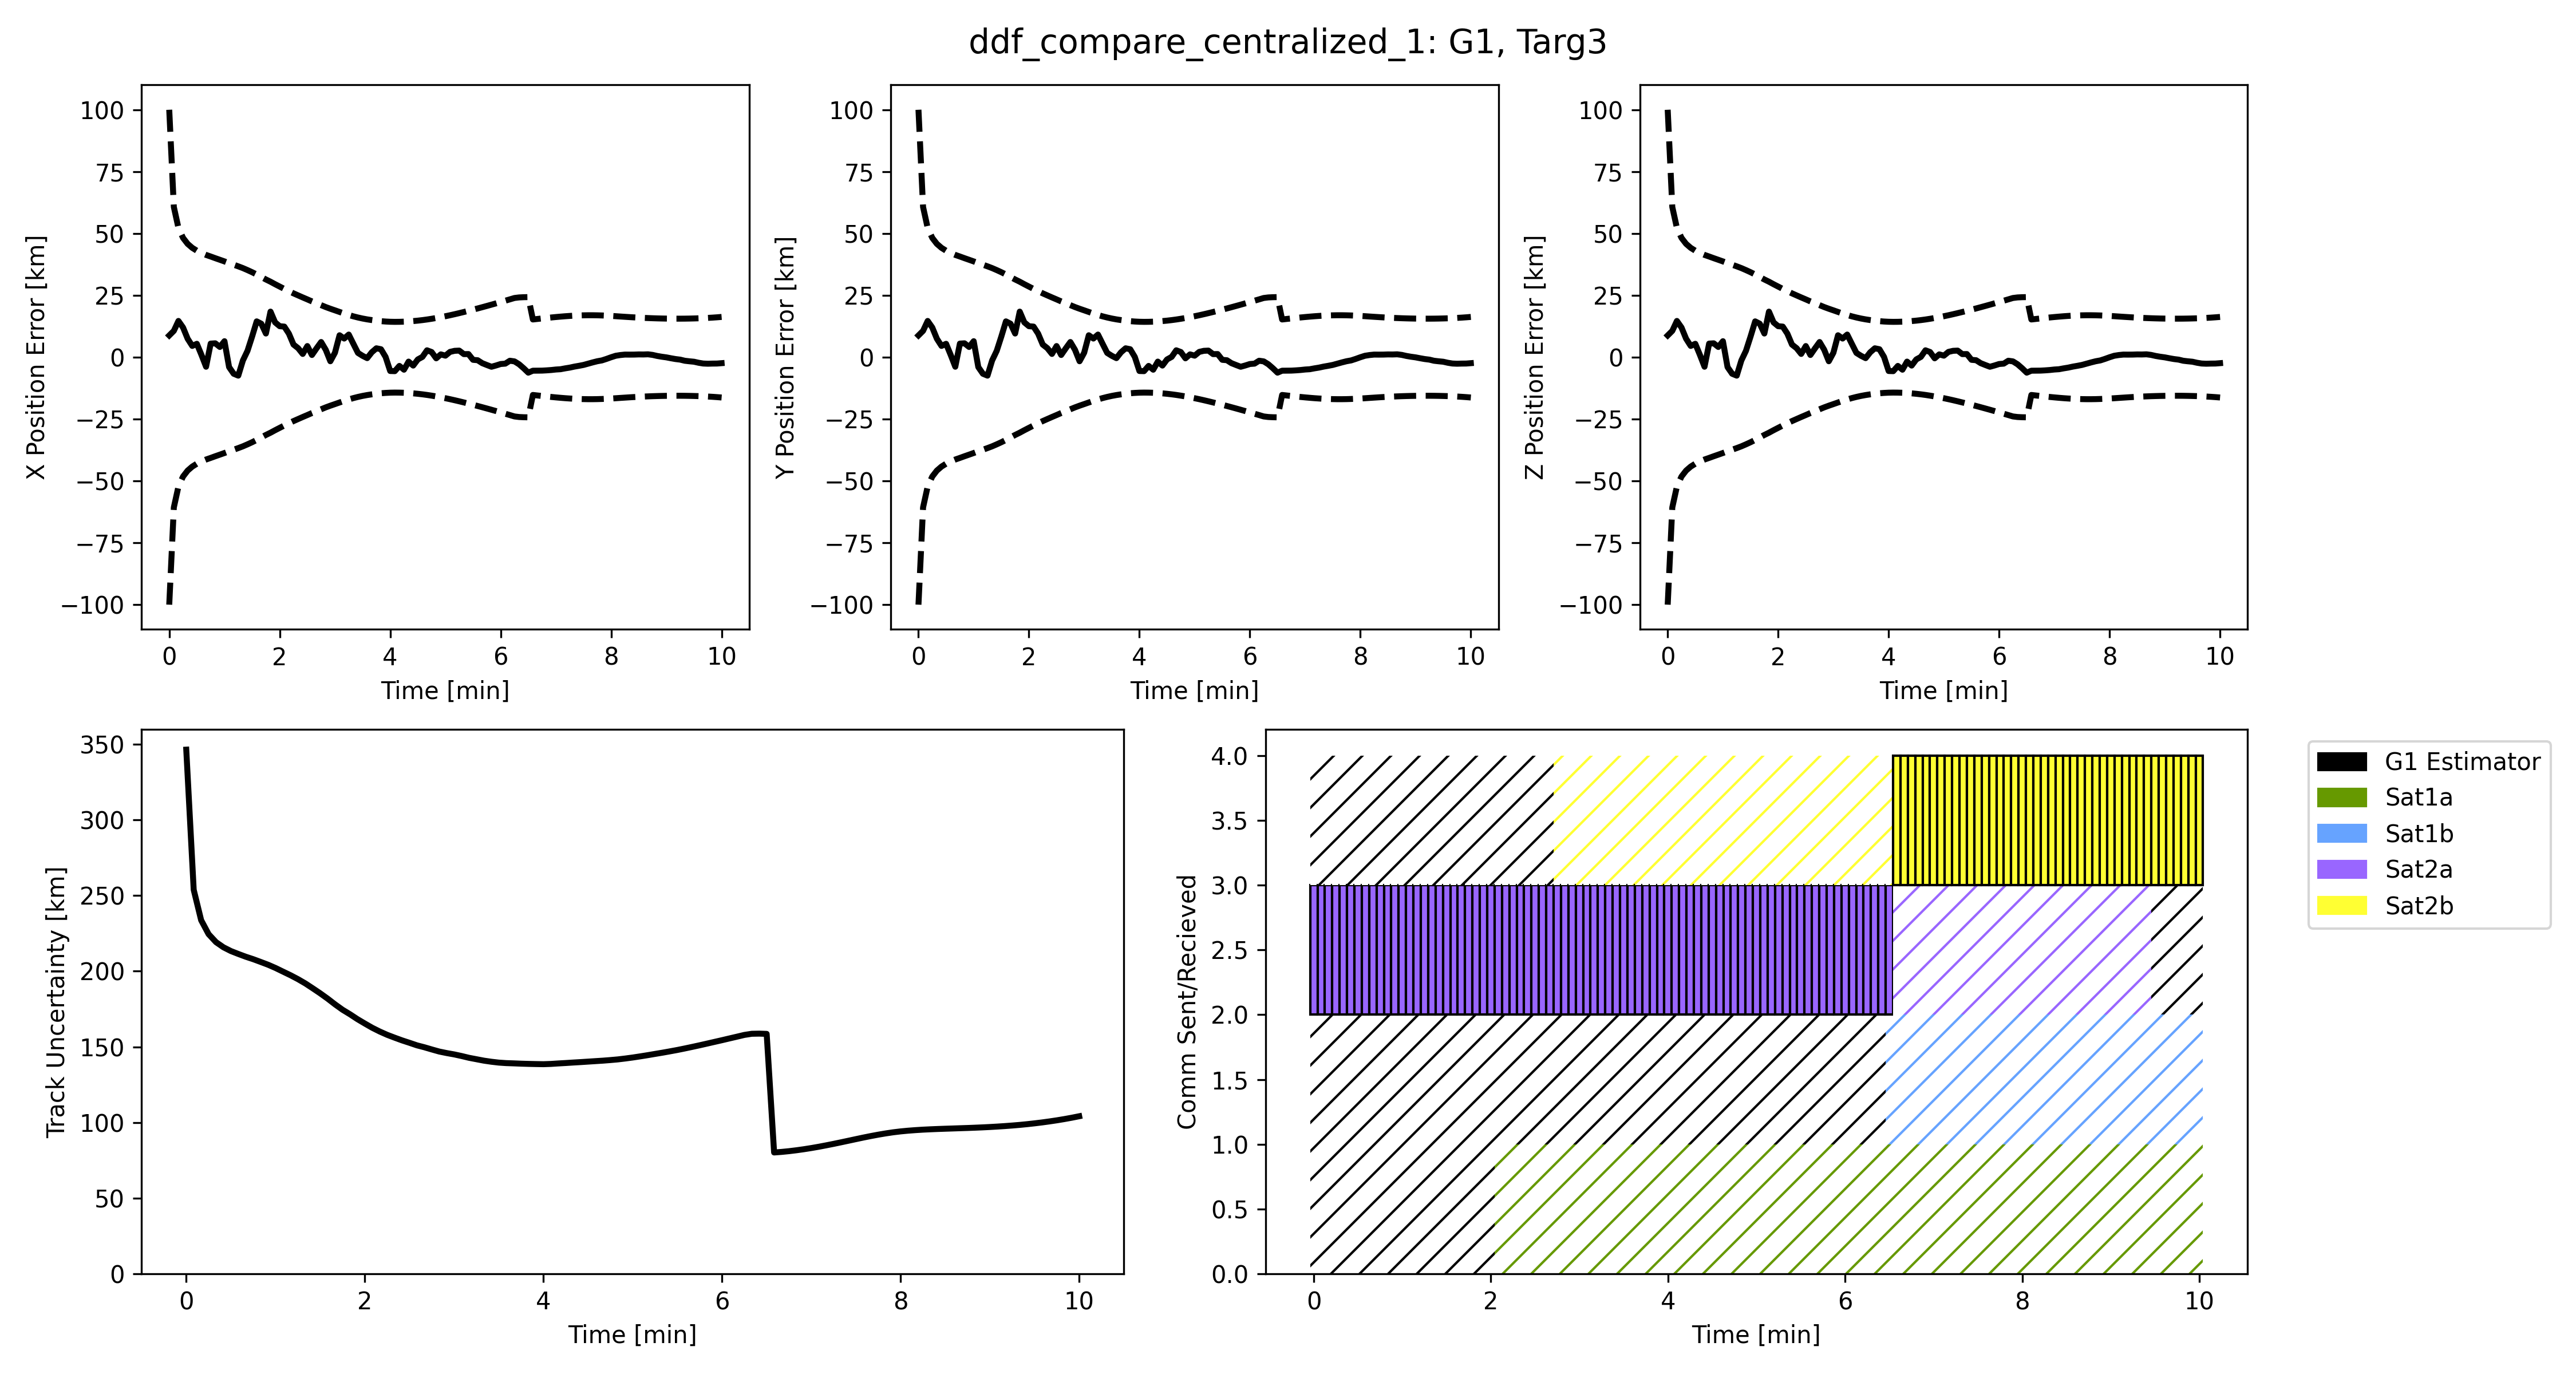 ddf_compare_centralized_1: G1, Targ3
X Position Error [km]
100
75
50
25
0
−25
−50
−75
−100
0 2 4 6 8 10
Time [min]
Y Position Error [km]
100
75
50
25
0
−25
−50
−75
−100
0 2 4 6 8 10
Time [min]
Z Position Error [km]
100
75
50
25
0
−25
−50
−75
−100
0 2 4 6 8 10
Time [min]
Track Uncertainty [km]
350
300
250
200
150
100
50
0
0 2 4 6 8 10
Time [min]
Comm Sent/Recieved
4.0
3.5
3.0
2.5
2.0
1.5
1.0
0.5
0.0
0 2 4 6 8 10
Time [min]
G1 Estimator
Sat1a
Sat1b
Sat2a
Sat2b